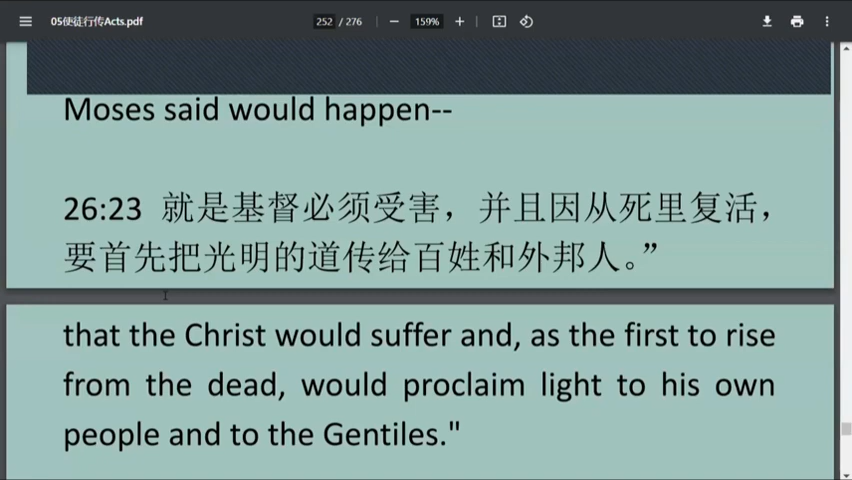 05使徒行传Acts.pdf
252 / 276
159%
Moses said would happen--
26:23 就是基督必须受害，并且因从死里复活，
要首先把光明的道传给百姓和外邦人。”
that the Christ would suffer and, as the first to rise
from the dead, would proclaim light to his own
people and to the Gentiles."